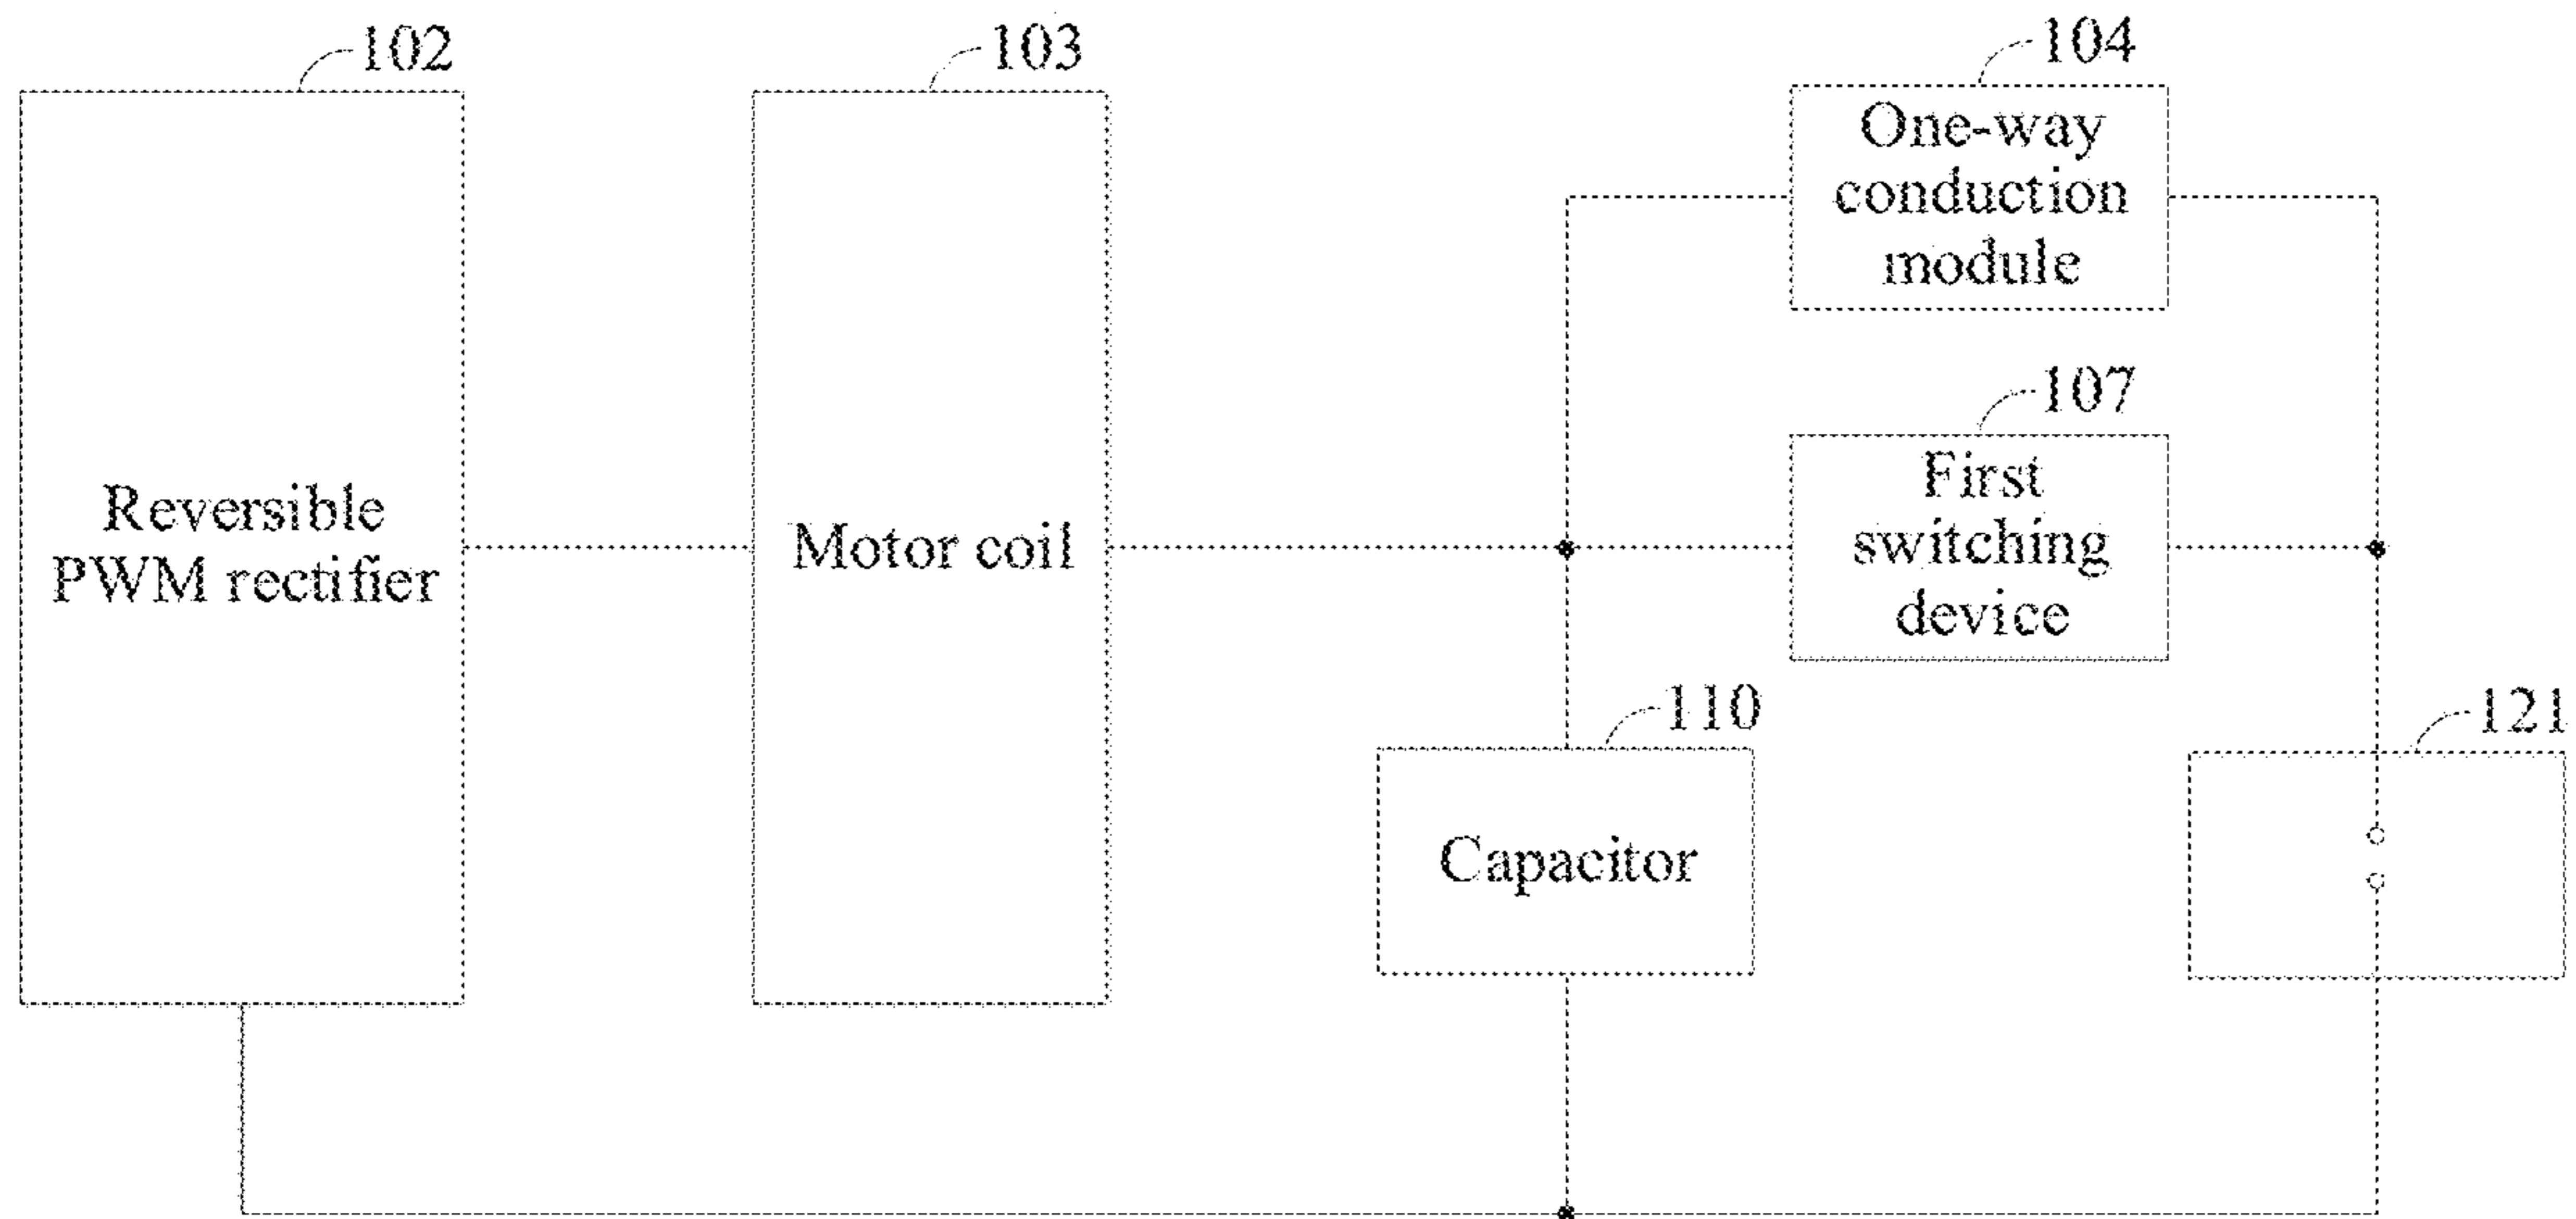 102
103
104
One-way
conduction
module
107
First
switching
device
Reversible
PWM rectifier
Motor coil
110
Capacitor
121